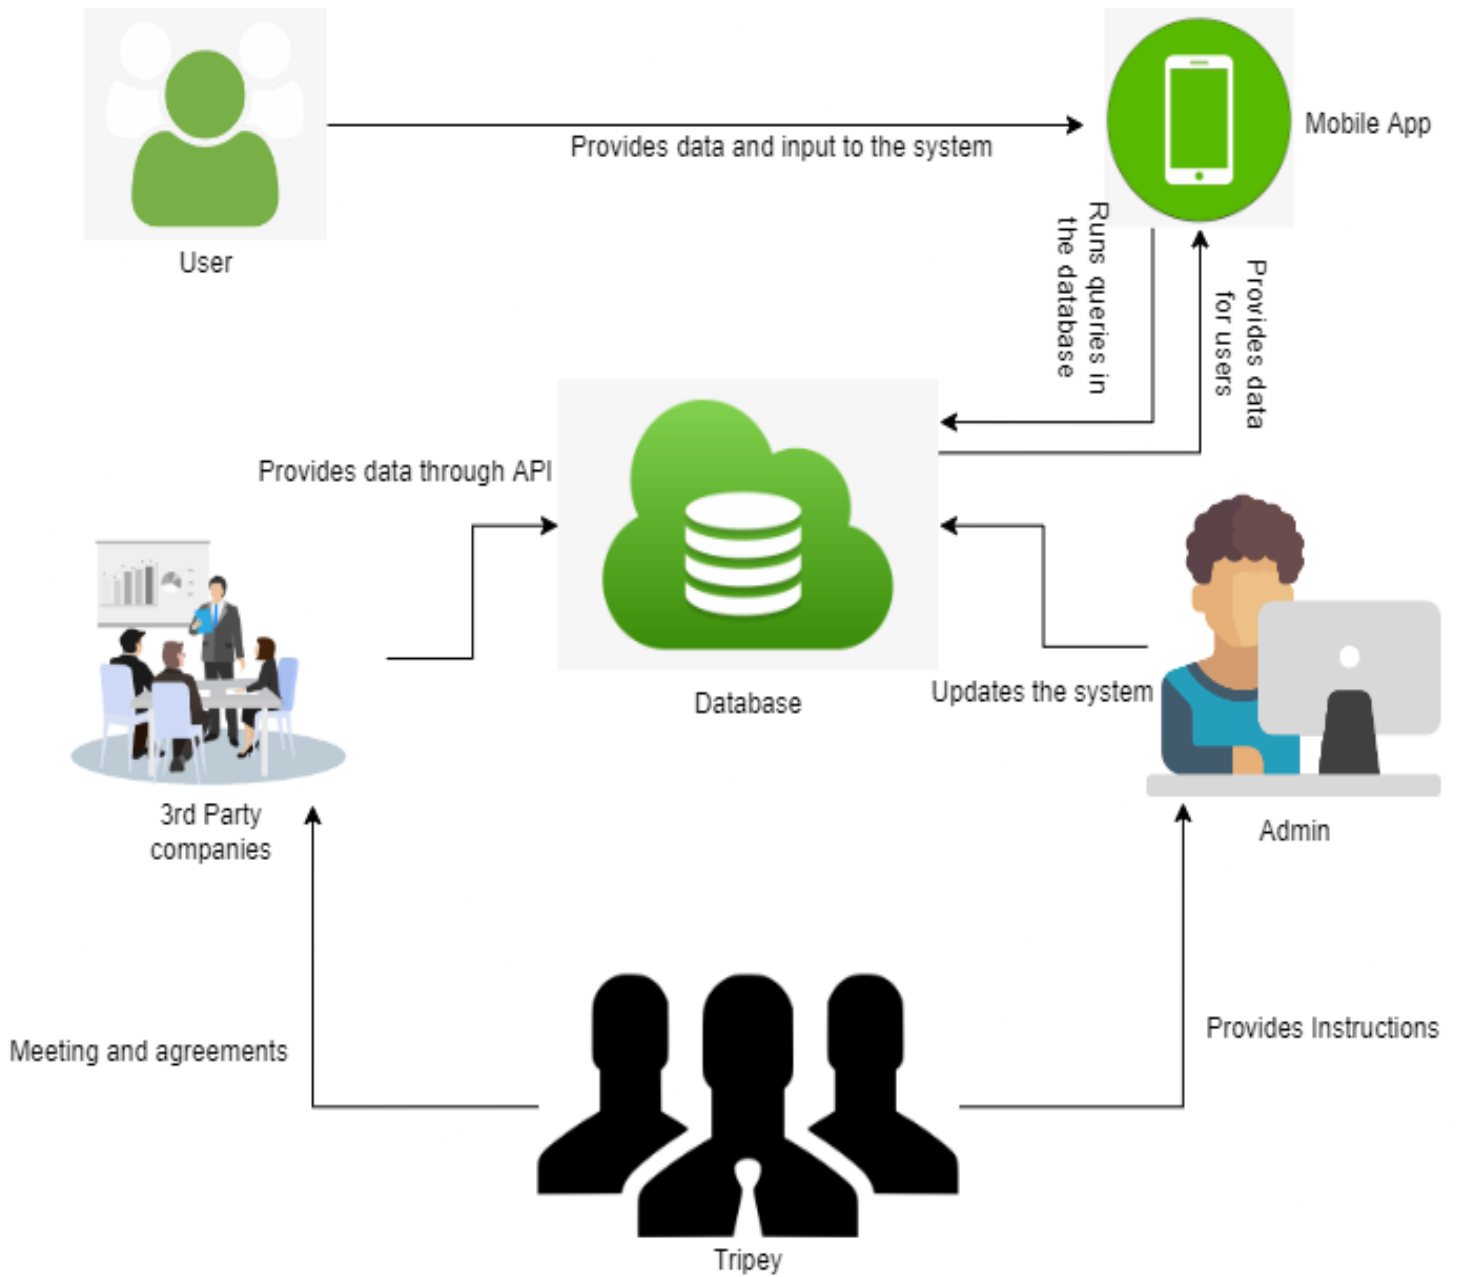 Provides data and input to the system
Mobile App
User
Runs queries in
the database
Provides data
for users
Provides data through API
Database
Updates the system
3rd Party
companies
Admin
Meeting and agreements
Provides Instructions
Tripey